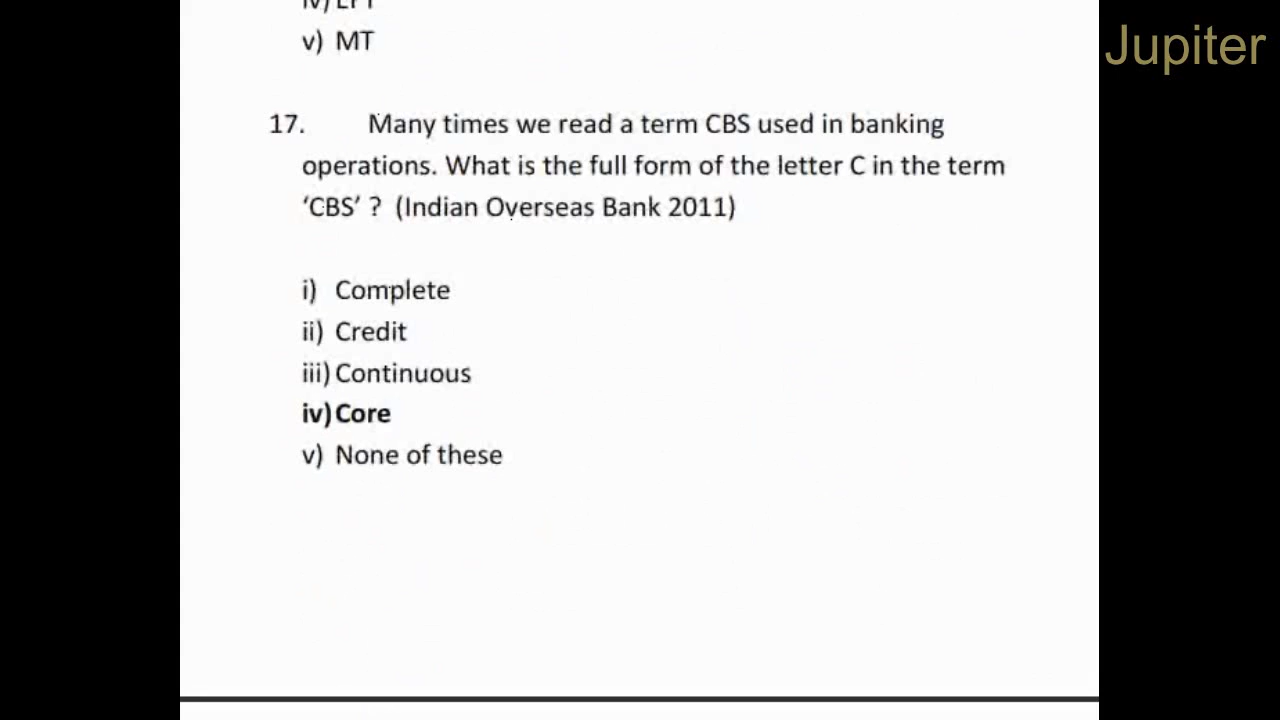 Jupiter
v) MT
17. Many times we read a term CBS used in banking
operations. What is the full form of the letter C in the term
‘CBS’ ? (Indian Overseas Bank 2011)
i) Complete
ii) Credit
iii) Continuous
iv) Core
v) None of these